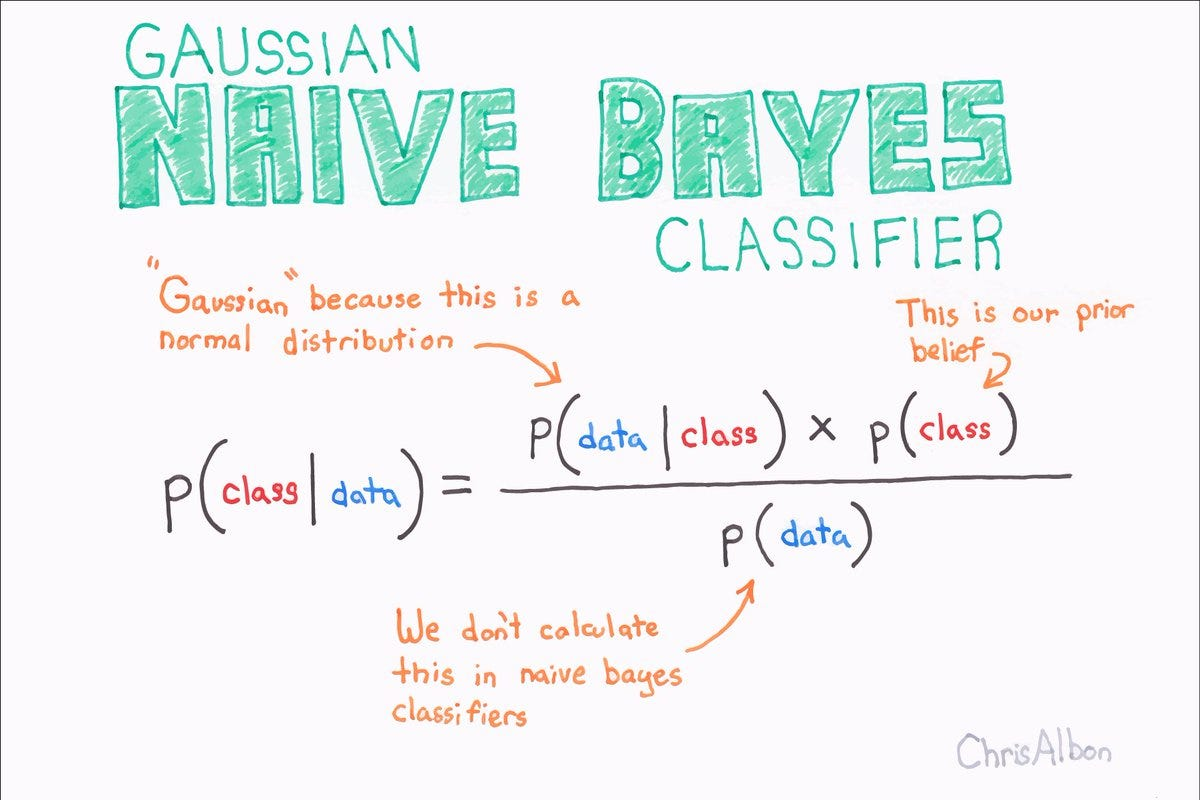 GAUSSIAN
NAIVE BAYES
CLASSIFIER
"Gaussian" because this is a
normal distribution
This is our prior
belief
P(data | class) × P(class)
P(class | data) =
P(data)
We don't calculate
this in naive bayes
classifiers
ChrisAlbon